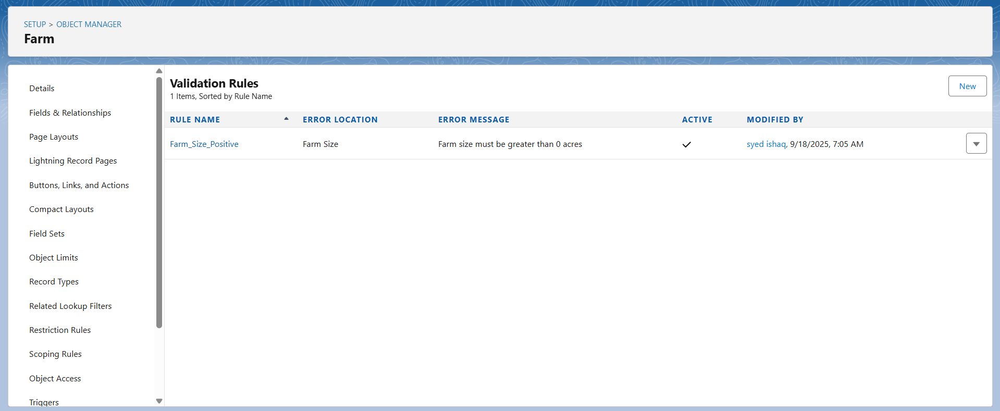 SETUP > OBJECT MANAGER
Farm
Details
Fields & Relationships
Page Layouts
Lightning Record Pages
Buttons, Links, and Actions
Compact Layouts
Field Sets
Object Limits
Record Types
Related Lookup Filters
Restriction Rules
Scoping Rules
Object Access
Triggers
Validation Rules
1 Items, Sorted by Rule Name
New
RULE NAME ERROR LOCATION ERROR MESSAGE ACTIVE MODIFIED BY
Farm_Size_Positive Farm Size Farm size must be greater than 0 acres syed ishaq, 9/18/2025, 7:05 AM